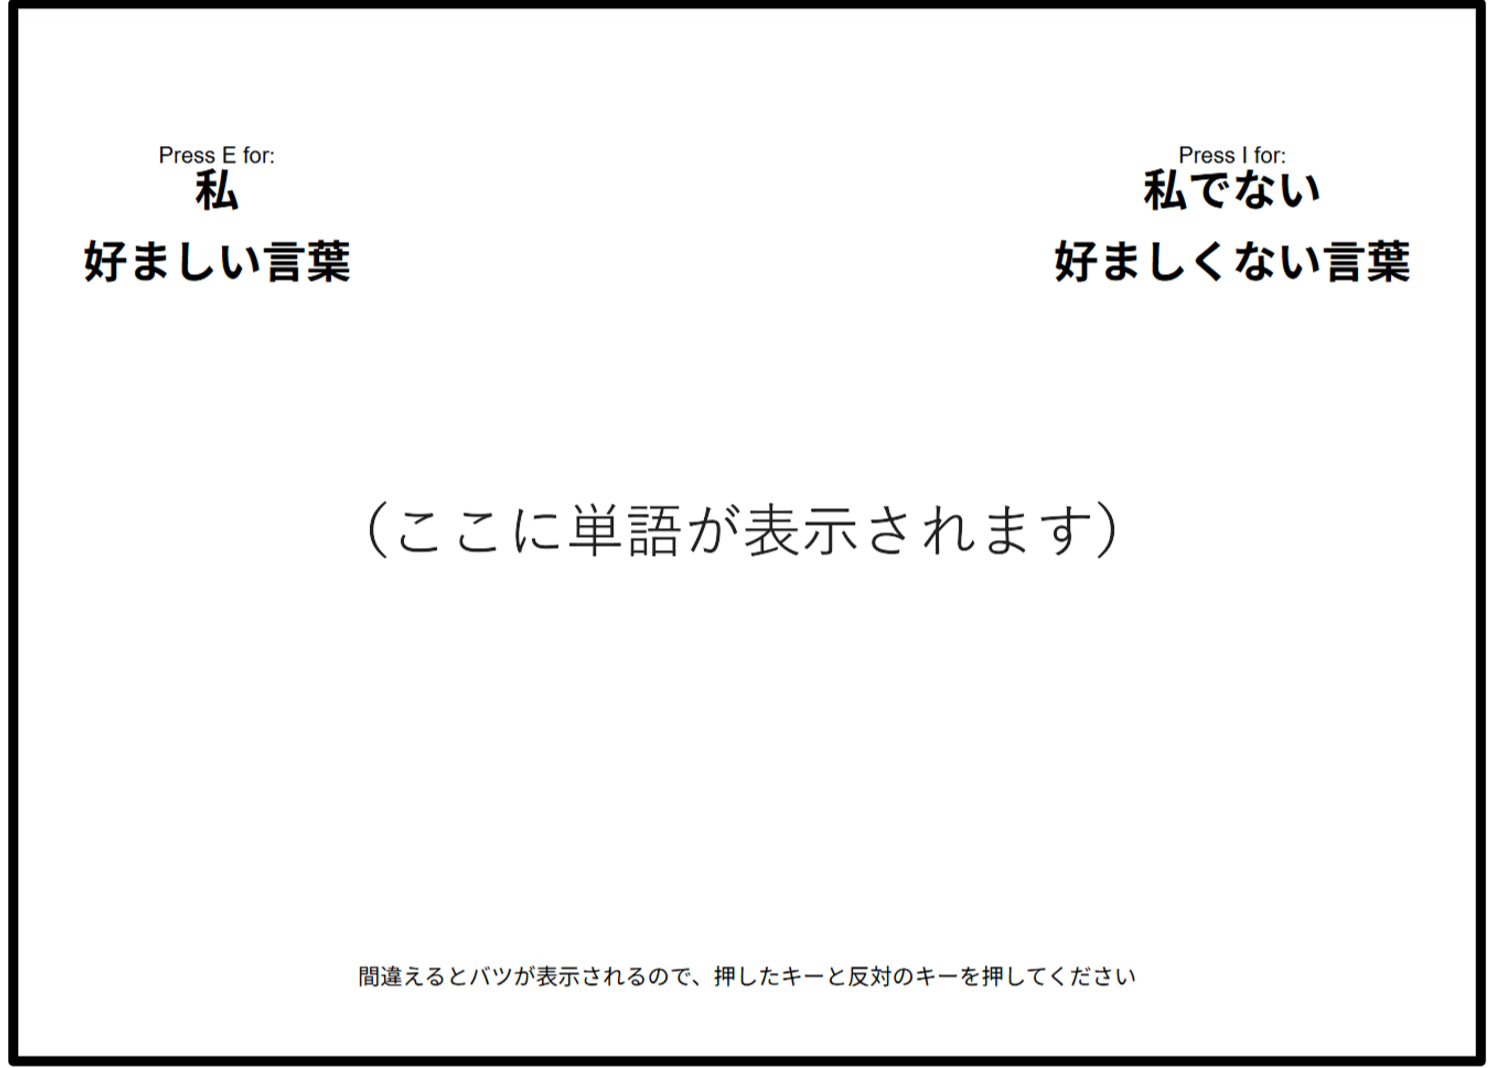 Press E for:
私
好ましい言葉
Press I for:
私でない
好ましくない言葉
（ここに単語が表示されます）
間違えるとバツが表示されるので、押したキーと反対のキーを押してください